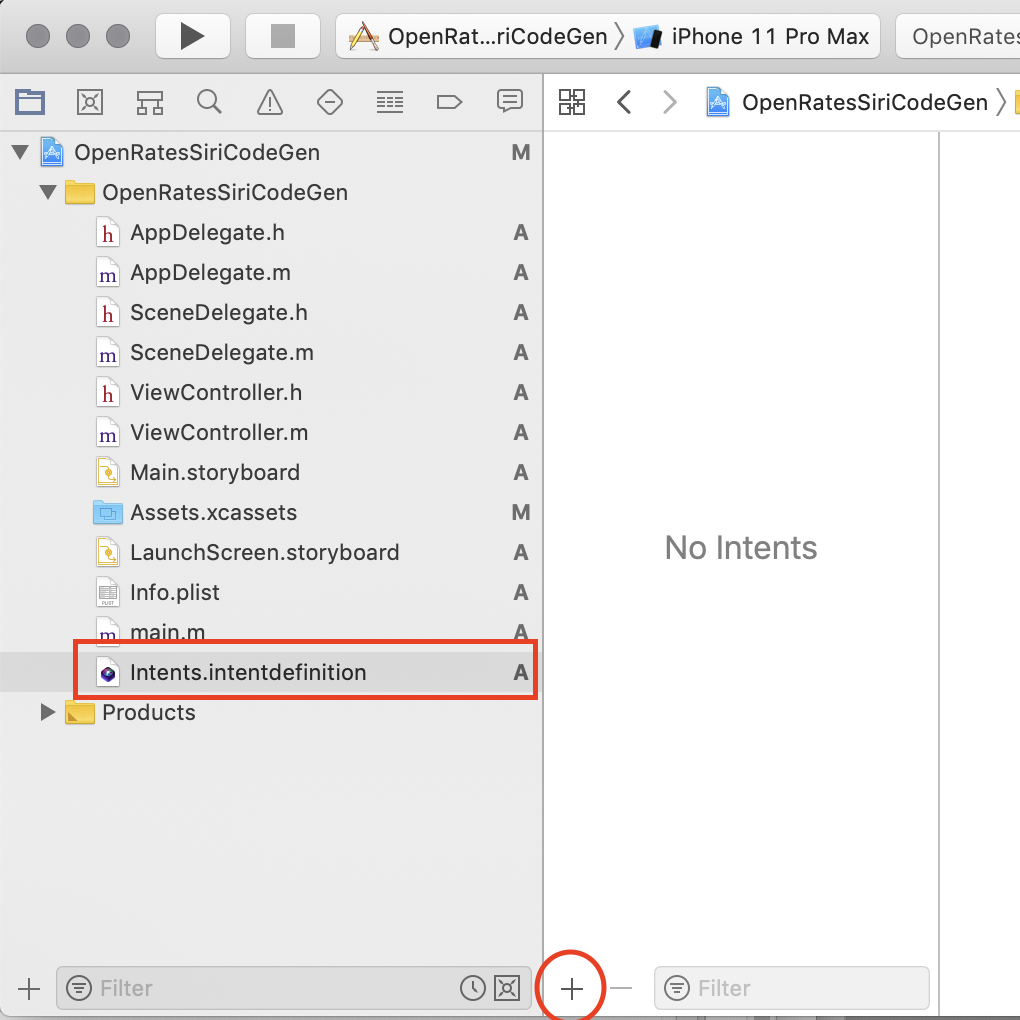 OpenRat...riCodeGen
iPhone 11 Pro Max
OpenRates
OpenRatesSiriCodeGen
OpenRatesSiriCodeGen M
OpenRatesSiriCodeGen
h AppDelegate.h A
m AppDelegate.m A
h SceneDelegate.h A
m SceneDelegate.m A
h ViewController.h A
m ViewController.m A
Main.storyboard A
Assets.xcassets M
LaunchScreen.storyboard A
PLIST Info.plist A
m main.m A
Intents.intentdefinition A
Products
No Intents
Filter
Filter